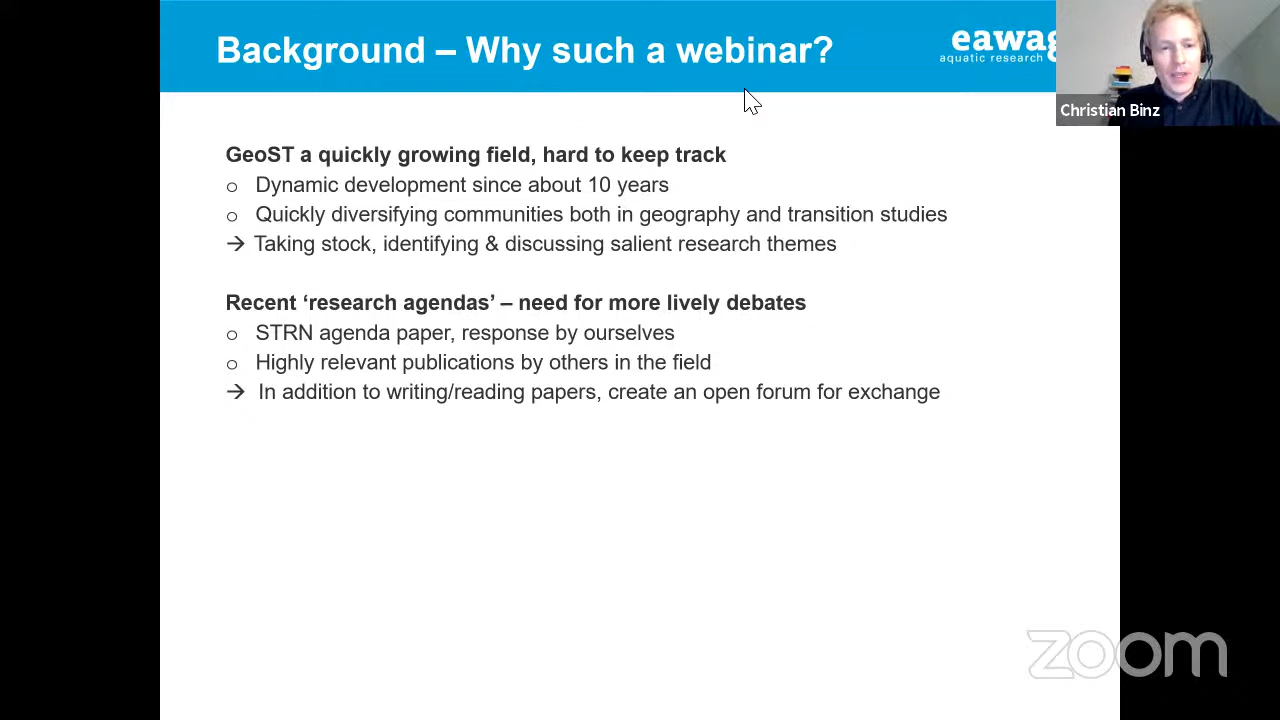 Background – Why such a webinar?
eawag
aquatic research
Christian Binz
GeoST a quickly growing field, hard to keep track
o Dynamic development since about 10 years
o Quickly diversifying communities both in geography and transition studies
→ Taking stock, identifying & discussing salient research themes
Recent ‘research agendas’ – need for more lively debates
o STRN agenda paper, response by ourselves
o Highly relevant publications by others in the field
→ In addition to writing/reading papers, create an open forum for exchange
zoom